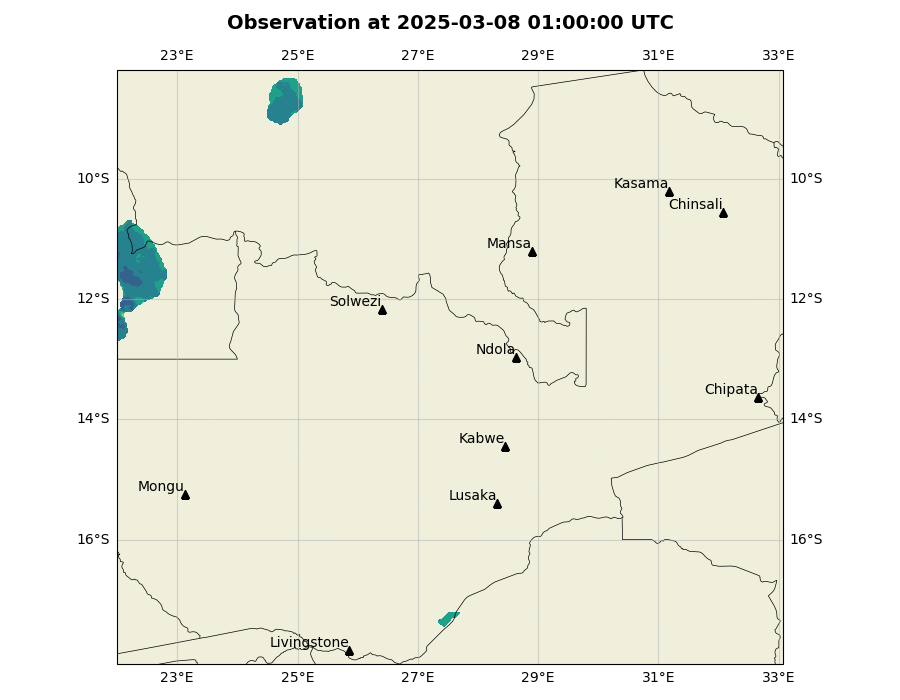 Observation at 2025-03-08 01:00:00 UTC
23°E 25°E 27°E 29°E 31°E 33°E
10°S 10°S
Kasama
Chinsali
Mansa
12°S 12°S
Solwezi
Ndola
Chipata
14°S 14°S
Kabwe
Mongu
Lusaka
16°S 16°S
Livingstone
23°E 25°E 27°E 29°E 31°E 33°E